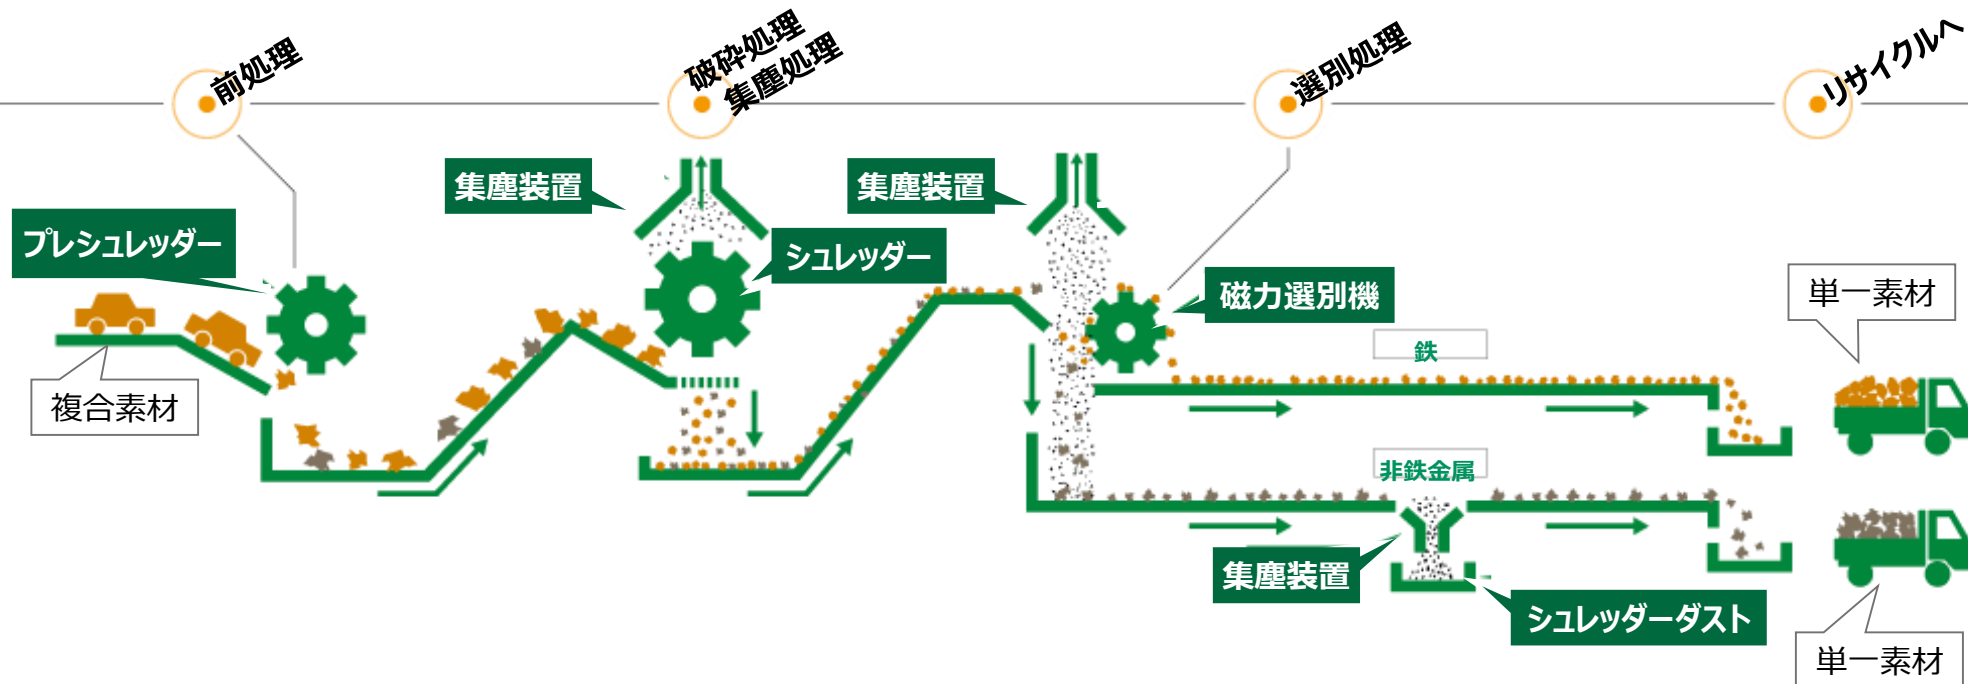 前処理
破砕処理
集塵処理
選別処理
リサイクルへ
集塵装置
集塵装置
プレシュレッダー
シュレッダー
磁力選別機
単一素材
鉄
複合素材
非鉄金属
集塵装置
シュレッダーダスト
単一素材